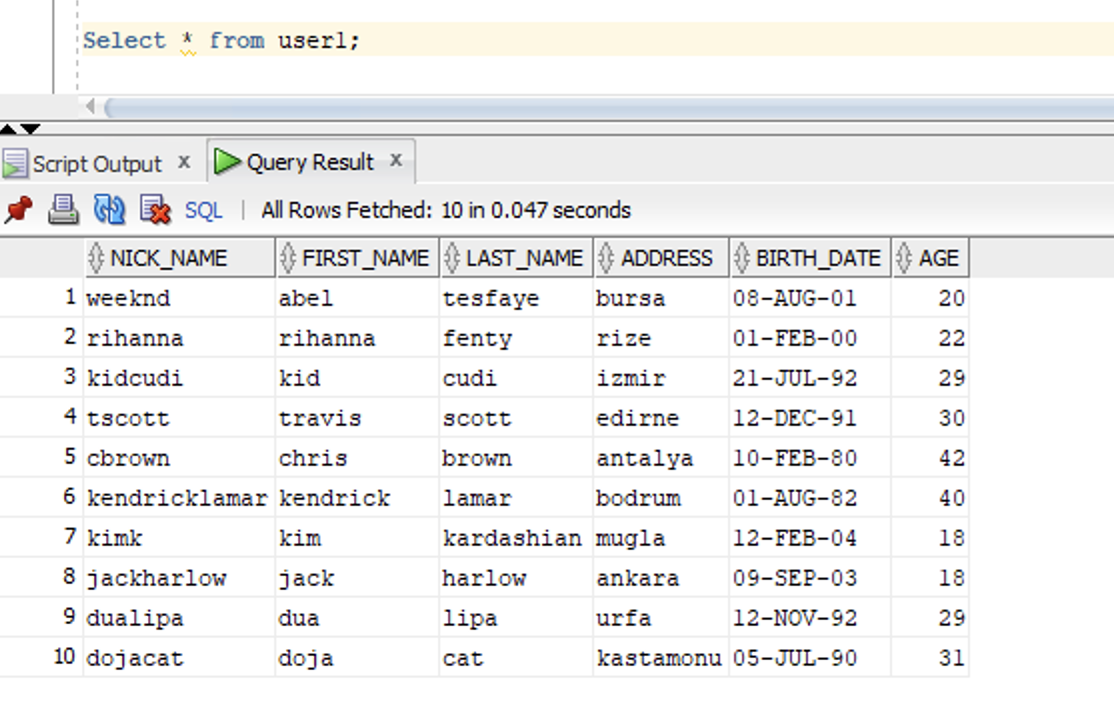 Select * from user1;
Script Output x Query Result x
SQL | All Rows Fetched: 10 in 0.047 seconds
NICK_NAME FIRST_NAME LAST_NAME ADDRESS BIRTH_DATE AGE
1 weeknd abel tesfaye bursa 08-AUG-01 20
2 rihanna rihanna fenty rize 01-FEB-00 22
3 kidcudi kid cudi izmir 21-JUL-92 29
4 tscott travis scott edirne 12-DEC-91 30
5 cbrown chris brown antalya 10-FEB-80 42
6 kendricklamar kendrick lamar bodrum 01-AUG-82 40
7 kimk kim kardashian mugla 12-FEB-04 18
8 jackharlow jack harlow ankara 09-SEP-03 18
9 dualipa dua lipa urfa 12-NOV-92 29
10 dojacat doja cat kastamonu 05-JUL-90 31